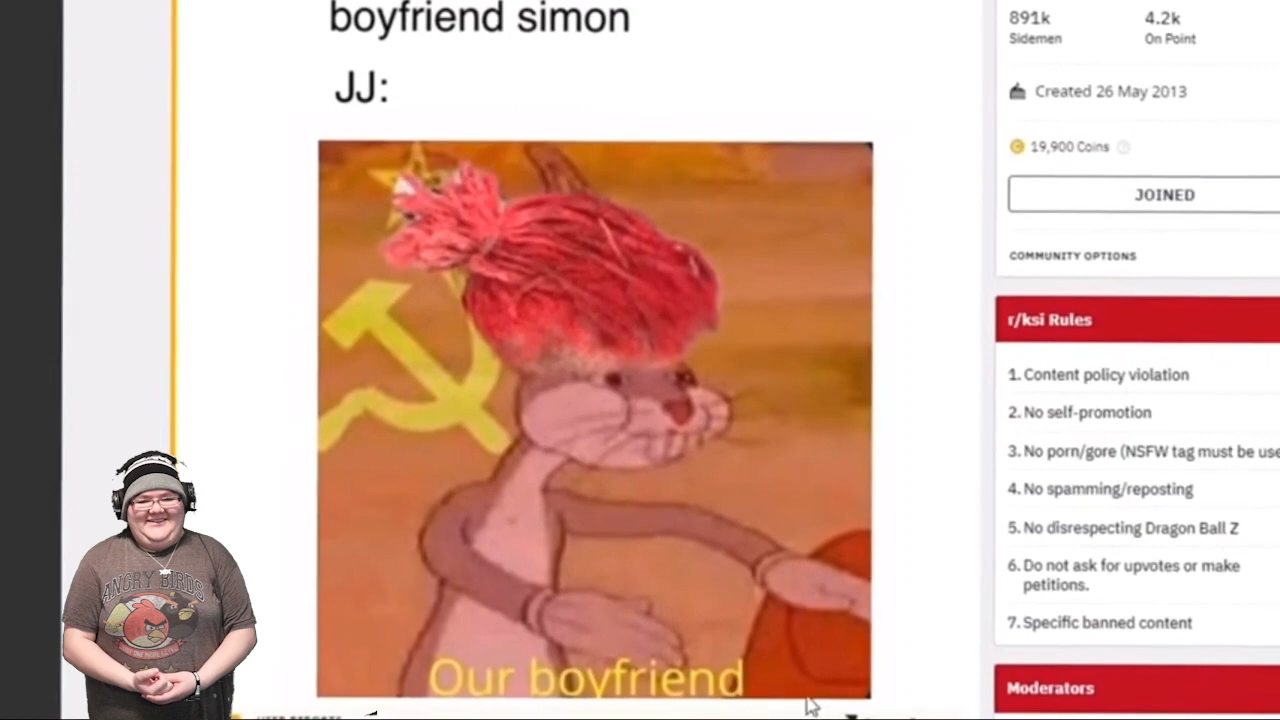 boyfriend simon
JJ:
Our boyfriend
891k
Sidemen
4.2k
On Point
Created 26 May 2013
19,900 Coins
JOINED
COMMUNITY OPTIONS
r/ksi Rules
1. Content policy violation
2. No self-promotion
3. No porn/gore (NSFW tag must be use
4. No spamming/reposting
5. No disrespecting Dragon Ball Z
6. Do not ask for upvotes or make
petitions.
7. Specific banned content
Moderators
ANGRY BIRDS